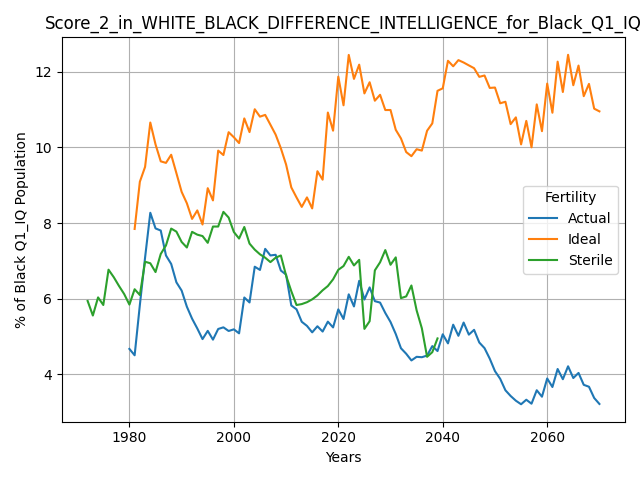 Score_2_in_WHITE_BLACK_DIFFERENCE_INTELLIGENCE_for_Black_Q1_IQ
% of Black Q1_IQ Population
12
10
8
6
4
Fertility
Actual
Ideal
Sterile
1980
2000
2020
2040
2060
Years